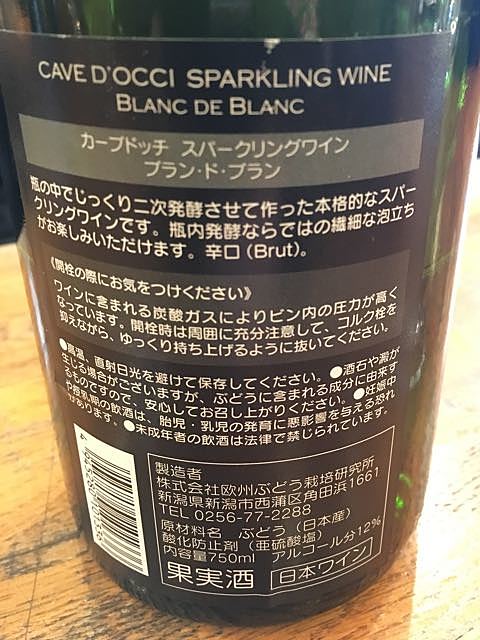 CAVE D'OCCI SPARKLING WINE
BLANC DE BLANC
カーブドッチ スパークリングワイン
ブラン・ド・ブラン
瓶の中でじっくり二次発酵させて作った本格的なスパー
クリングワインです。瓶内発酵ならではの繊細な泡立ち
がお楽しみいただけます。辛口(Brut)。
《開栓の際にお気をつけください》
ワインに含まれる炭酸ガスによりビン内の圧力が高く
なっています。開栓時は周囲に充分注意して、コルク栓を
抑えながら、ゆっくり持ち上げるように抜いてください。
●高温、直射日光を避けて保存してください。●酒石や澱が
生じる場合がございますが、ぶどうに含まれる成分に由来す
るものですので、安心してお召し上がりください。●妊娠中
や授乳期の飲酒は、胎児・乳児の発育に悪影響を与える恐れ
があります。●未成年者の飲酒は法律で禁じられています。
製造者
株式会社欧州ぶどう栽培研究所
新潟県新潟市西蒲区角田浜1661
TEL 0256-77-2288
原材料名 ぶどう(日本産)
酸化防止剤(亜硫酸塩)
内容量750ml アルコール分12%
果実酒 日本ワイン